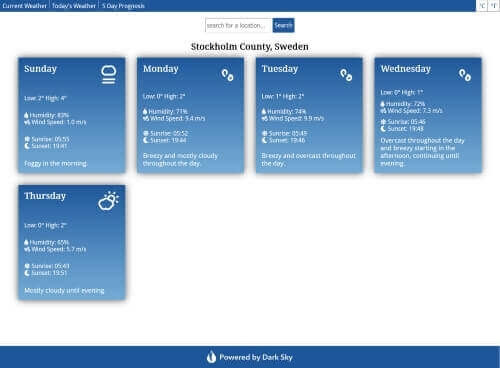 Current Weather Today's Weather 5 Day Prognosis
°C °F
search for a location... Search
Stockholm County, Sweden
Sunday
Low: 2° High: 4°
Humidity: 83%
Wind Speed: 1.0 m/s
Sunrise: 05:55
Sunset: 19:41
Foggy in the morning.
Monday
Low: 0° High: 2°
Humidity: 71%
Wind Speed: 9.4 m/s
Sunrise: 05:52
Sunset: 19:44
Breezy and mostly cloudy
throughout the day.
Tuesday
Low: 1° High: 2°
Humidity: 74%
Wind Speed: 9.9 m/s
Sunrise: 05:49
Sunset: 19:46
Breezy and overcast throughout
the day.
Wednesday
Low: 0° High: 1°
Humidity: 72%
Wind Speed: 7.3 m/s
Sunrise: 05:46
Sunset: 19:48
Overcast throughout the day
and breezy starting in the
afternoon, continuing until
evening.
Thursday
Low: 0° High: 2°
Humidity: 65%
Wind Speed: 5.7 m/s
Sunrise: 05:43
Sunset: 19:51
Mostly cloudy until evening.
Powered by Dark Sky